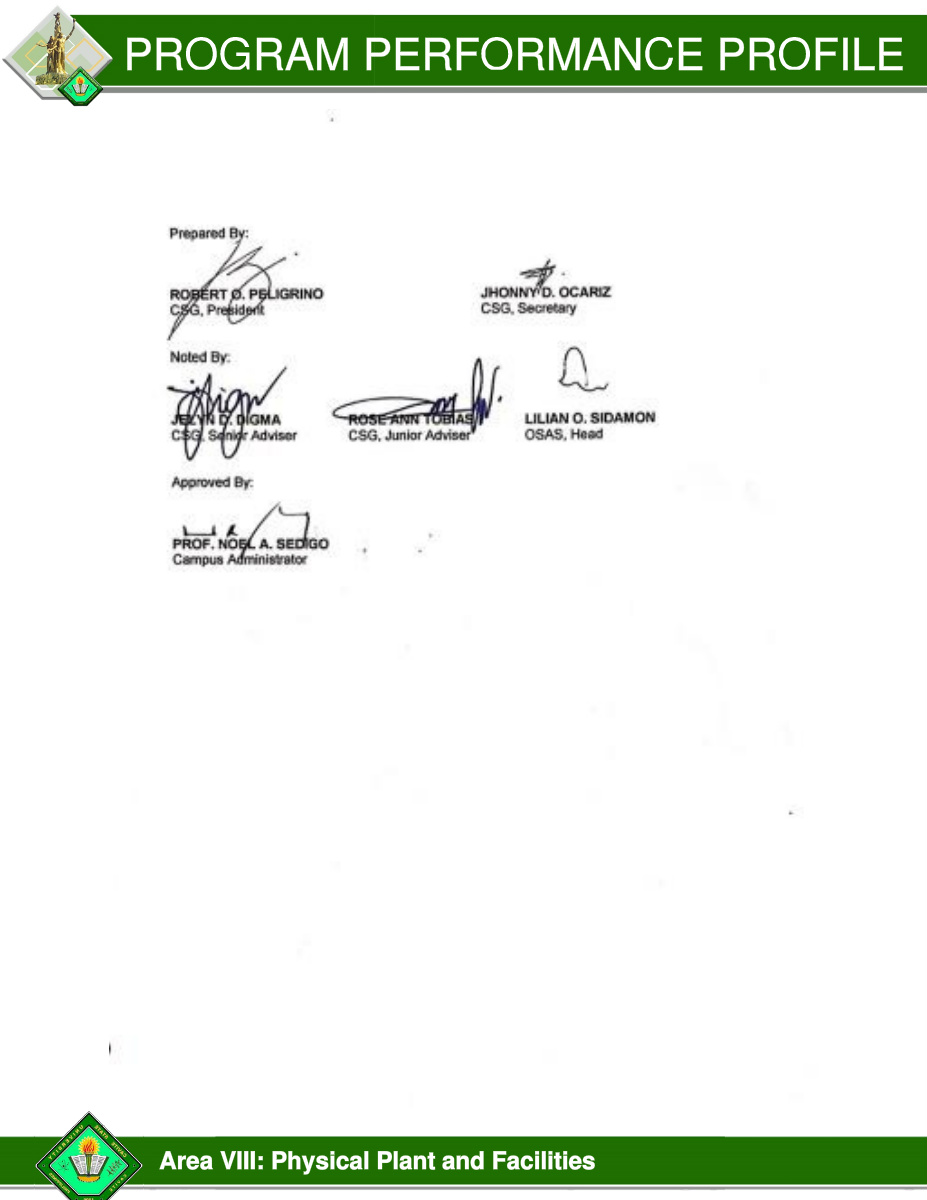 PROGRAM PERFORMANCE PROFILE
Prepared By:
ROBERT O. PELIGRINO
CSG, President
JHONNY D. OCARIZ
CSG, Secretary
Noted By:
JELYN D. DIGMA
CSG, Senior Adviser
ROSE ANN TOBIAS
CSG, Junior Adviser
LILIAN O. SIDAMON
OSAS, Head
Approved By:
PROF. NOEL A. SEDIGO
Campus Administrator
Area VIII: Physical Plant and Facilities